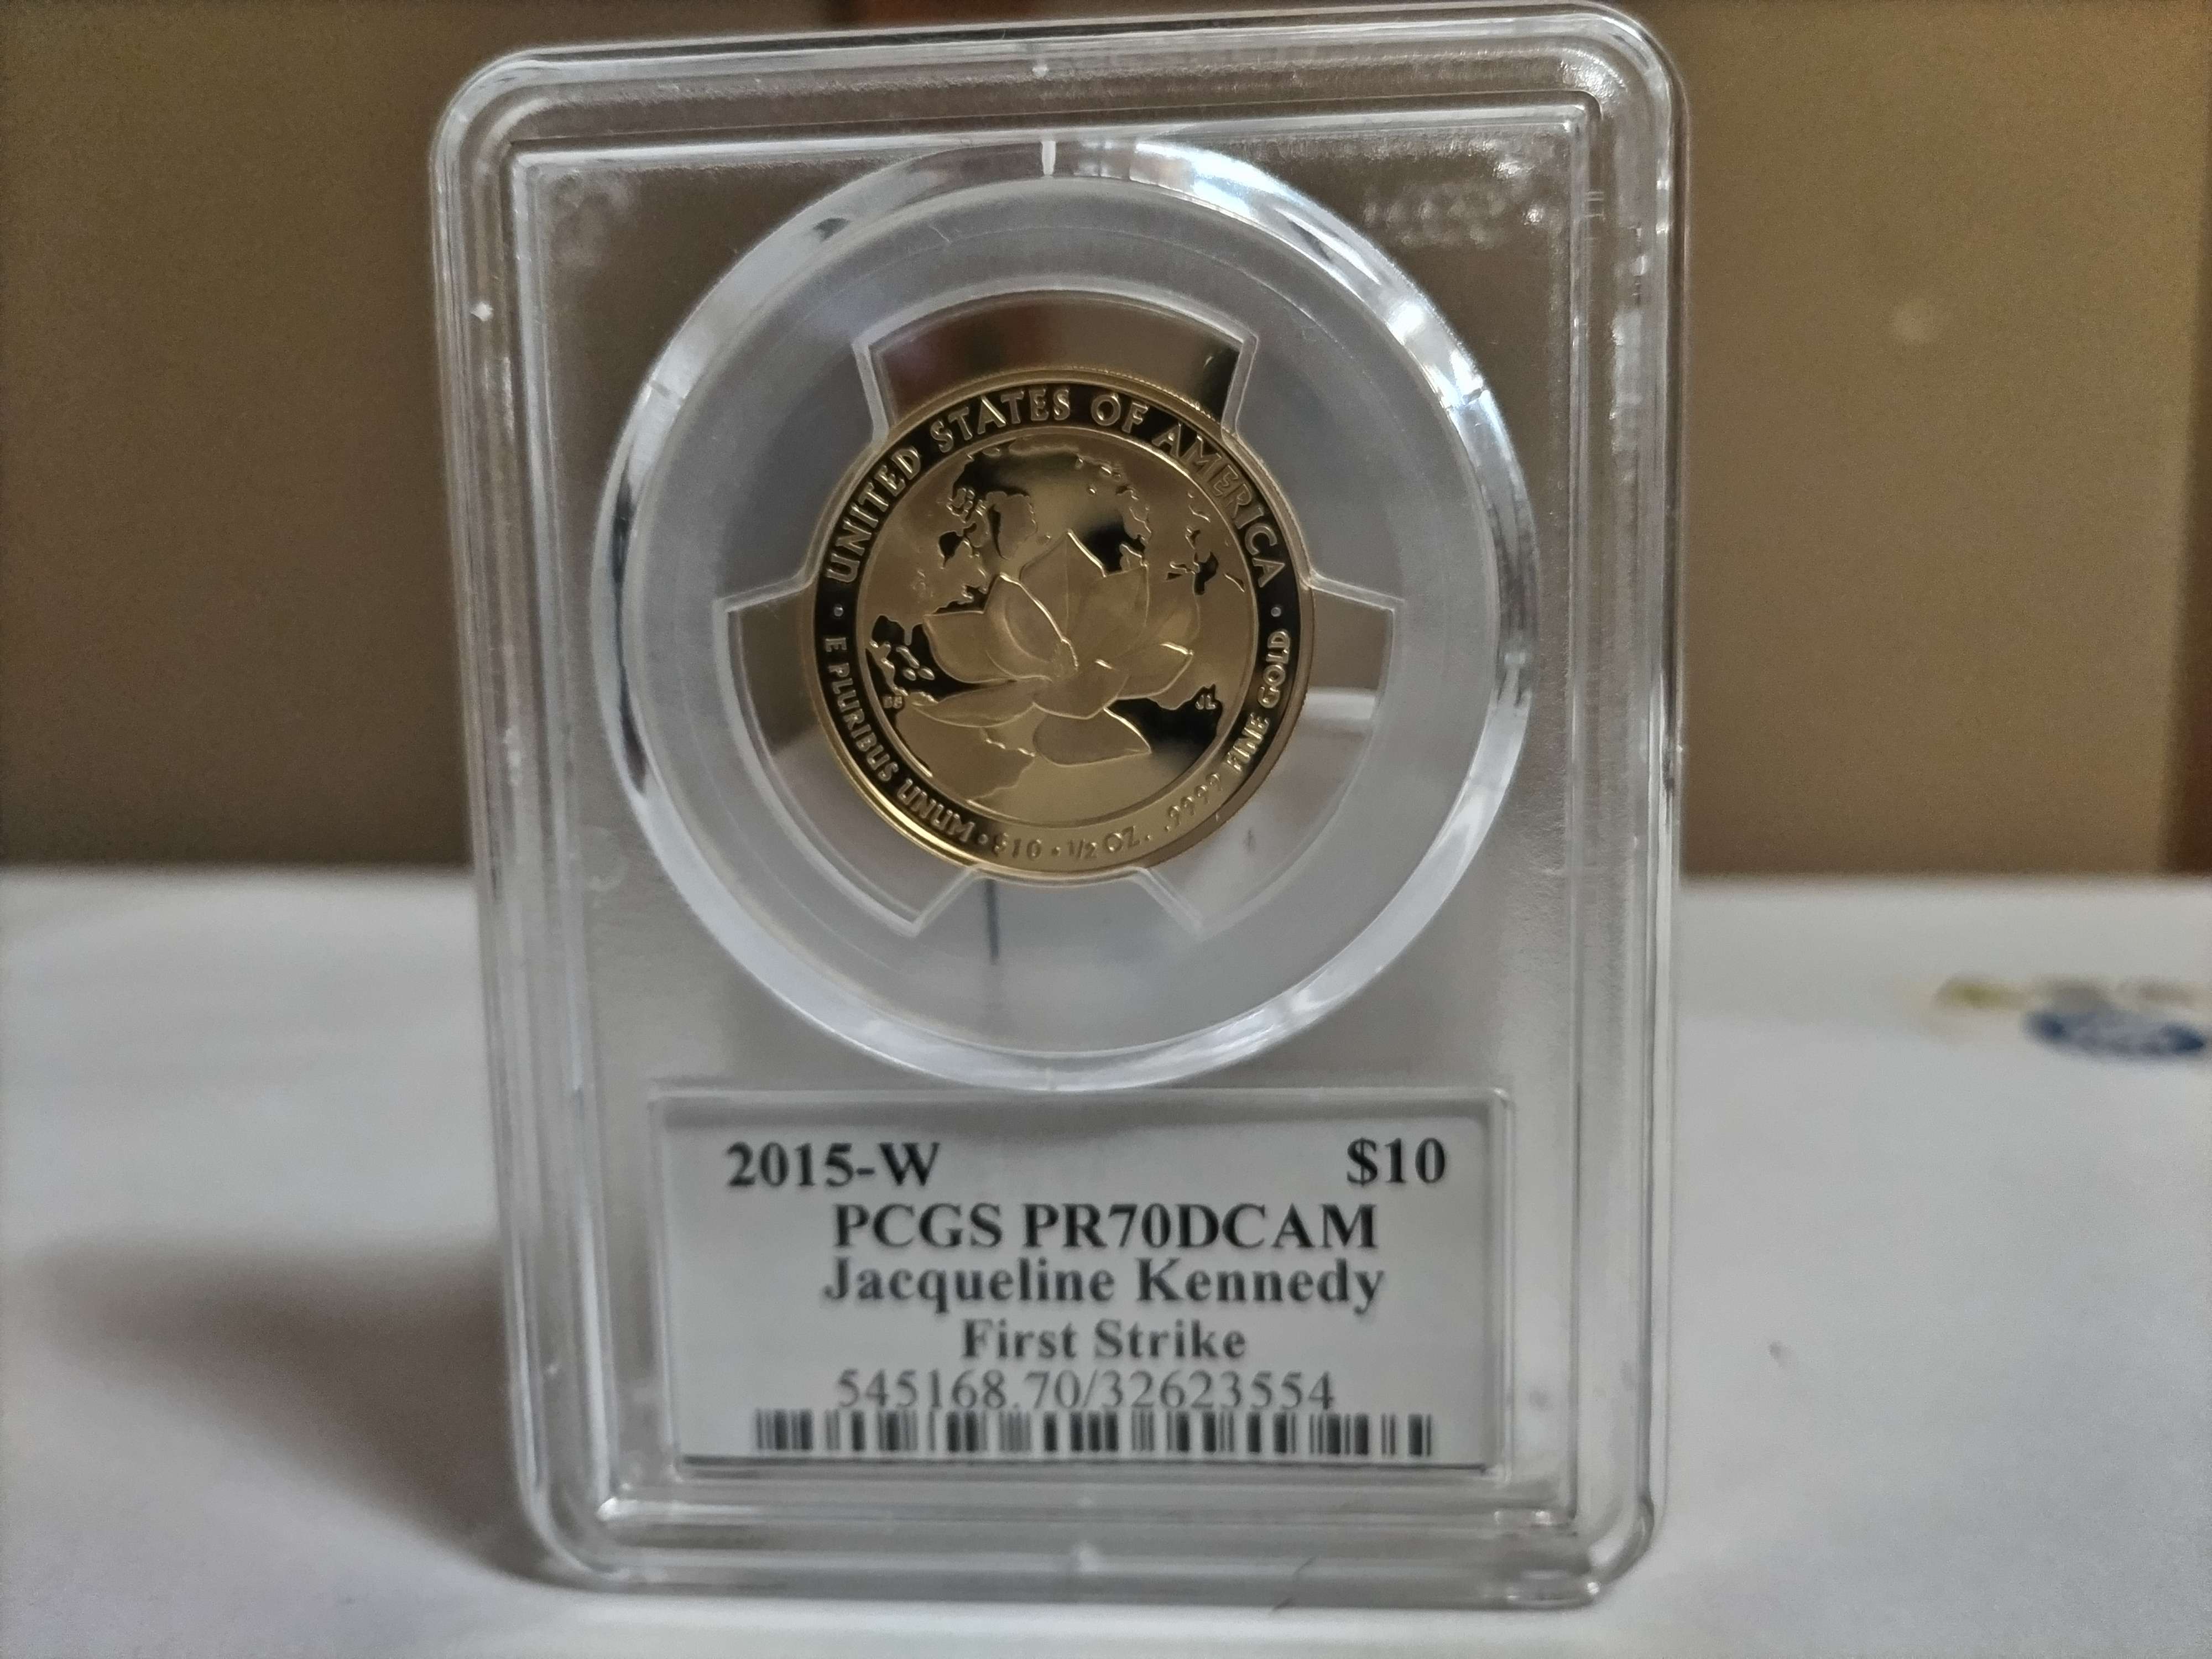 UNITED STATES OF AMERICA
E PLURIBUS UNUM • $10 • 1/2 OZ. .9999 FINE GOLD
JL
2015-W $10
PCGS PR70DCAM
Jacqueline Kennedy
First Strike
545168.70/32623554